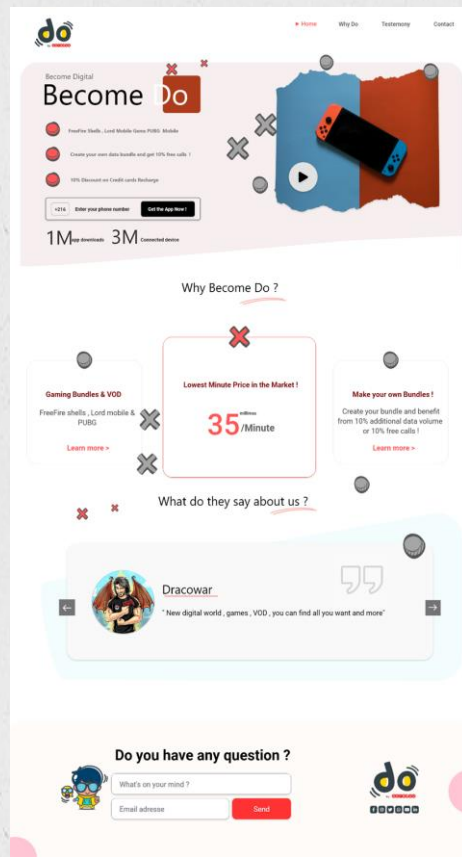 do
Home
Why Do
Testemony
Contact
Become Digital
Become Do
FreeFire Shells , Lord Mobile Gems PUBG Mobile
Create your own data bundle and get 10% free calls !
10% Discount on Credit cards Recharge
+216
Enter your phone number
Get the App Now !
1M app downloads
3M Connected device
Why Become Do ?
Gaming Bundles & VOD
FreeFire shells , Lord mobile &
PUBG
Learn more >
Lowest Minute Price in the Market !
35 /Minute
Make your own Bundles !
Create your bundle and benefit
from 10% additional data volume
or 10% free calls !
Learn more >
What do they say about us ?
Dracowar
" New digital world , games , VOD , you can find all you want and more"
Do you have any question ?
What's on your mind ?
Email adresse
Send
do